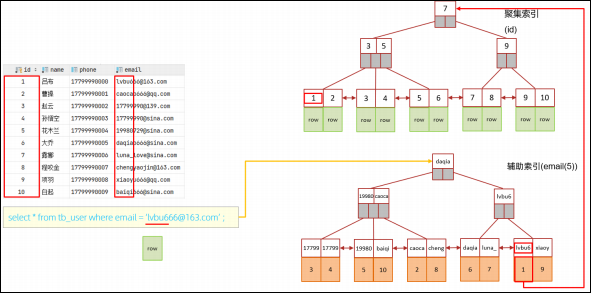 id name phone email
1 吕布 17799990000 lvbu666@163.com
2 曹操 17799990001 caocao666@qq.com
3 赵云 17799990002 17799990@139.com
4 孙悟空 17799990003 17799990@sina.com
5 花木兰 17799990004 19980729@sina.com
6 大乔 17799990005 daqiao666@sina.com
7 露娜 17799990006 luna_love@sina.com
8 程咬金 17799990007 chengyaojin@163.com
9 项羽 17799990008 xiaoyu666@qq.com
10 白起 17799990009 baiqi666@sina.com
select * from tb_user where email = 'lvbu666@163.com' ;
row
7
聚集索引
(id)
3 5
9
1 2 3 4 5 6 7 8 9 10
row row row row row row row row row row
daqia
辅助索引(email(5))
19980 caoca
lvbu6
17799 17799 19980 baiqi caoca cheng daqia luna_ lvbu6 xiaoy
3 4 5 10 2 8 6 7 1 9